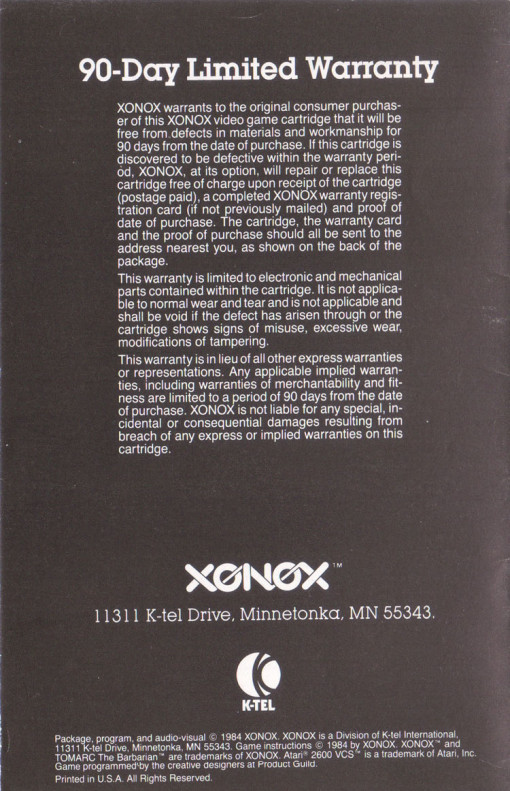 90-Day Limited Warranty
XONOX warrants to the original consumer purchas-
er of this XONOX video game cartridge that it will be
free from defects in materials and workmanship for
90 days from the date of purchase. If this cartridge is
discovered to be defective within the warranty peri-
od, XONOX, at its option, will repair or replace this
cartridge free of charge upon receipt of the cartridge
(postage paid), a completed XONOX warranty regis-
tration card (if not previously mailed) and proof of
date of purchase. The cartridge, the warranty card
and the proof of purchase should all be sent to the
address nearest you, as shown on the back of the
package.
This warranty is limited to electronic and mechanical
parts contained within the cartridge. It is not applica-
ble to normal wear and tear and is not applicable and
shall be void if the defect has arisen through or the
cartridge shows signs of misuse, excessive wear,
modifications of tampering.
This warranty is in lieu of all other express warranties
or representations. Any applicable implied warran-
ties, including warranties of merchantability and fit-
ness are limited to a period of 90 days from the date
of purchase. XONOX is not liable for any special, in-
cidental or consequential damages resulting from
breach of any express or implied warranties on this
cartridge.
XONOX™
11311 K-tel Drive, Minnetonka, MN 55343.
K-TEL
Package, program, and audio-visual © 1984 XONOX. XONOX is a Division of K-tel International,
11311 K-tel Drive, Minnetonka, MN 55343. Game instructions © 1984 by XONOX. XONOX™ and
TOMARC The Barbarian™ are trademarks of XONOX. Atari® 2600 VCS™ is a trademark of Atari, Inc.
Game programmed by the creative designers at Product Guild.
Printed in U.S.A. All Rights Reserved.